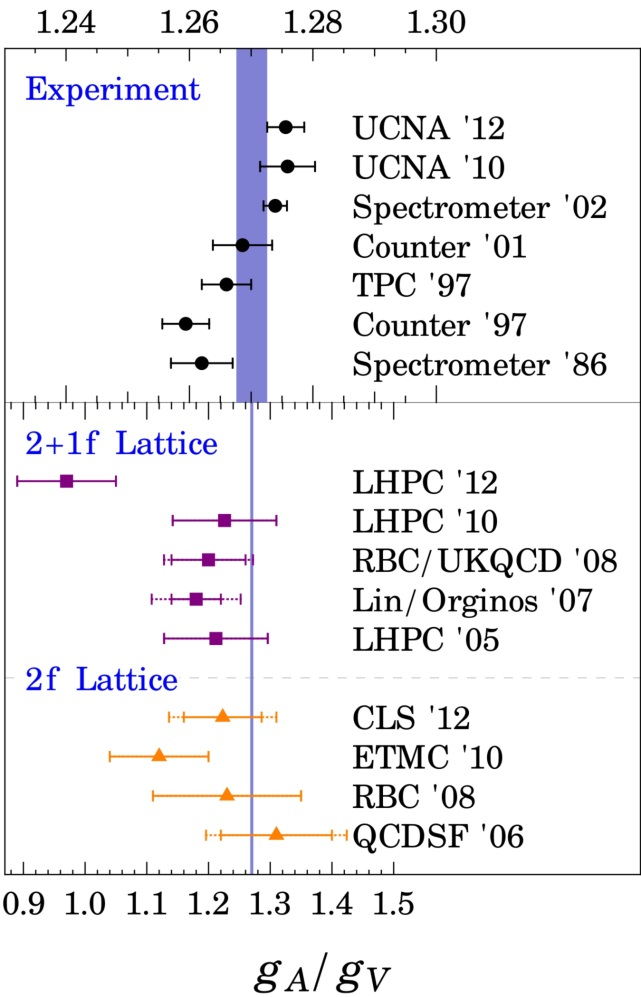 1.24 1.26 1.28 1.30
Experiment
UCNA '12
UCNA '10
Spectrometer '02
Counter '01
TPC '97
Counter '97
Spectrometer '86
2+1f Lattice
LHPC '12
LHPC '10
RBC/UKQCD '08
Lin/Orginos '07
LHPC '05
2f Lattice
CLS '12
ETMC '10
RBC '08
QCDSF '06
0.9 1.0 1.1 1.2 1.3 1.4 1.5
g_A/g_V